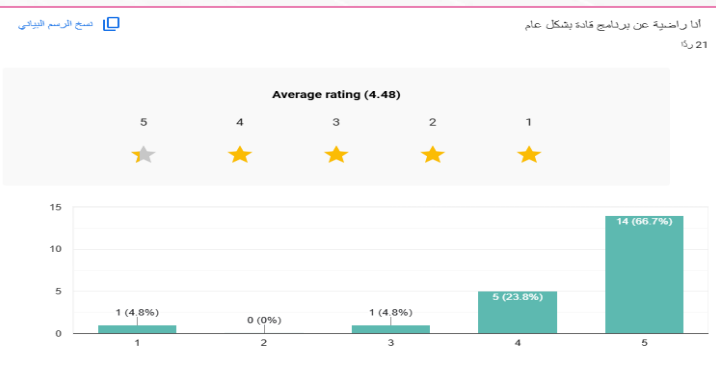 أنا راضية عن برنامج قادة بشكل عام
نسخ الرسم البياني
21 ردًا
Average rating (4.48)
5 4 3 2 1
15
10
5
0
1 (4.8%)
0 (0%)
1 (4.8%)
5 (23.8%)
14 (66.7%)
1 2 3 4 5